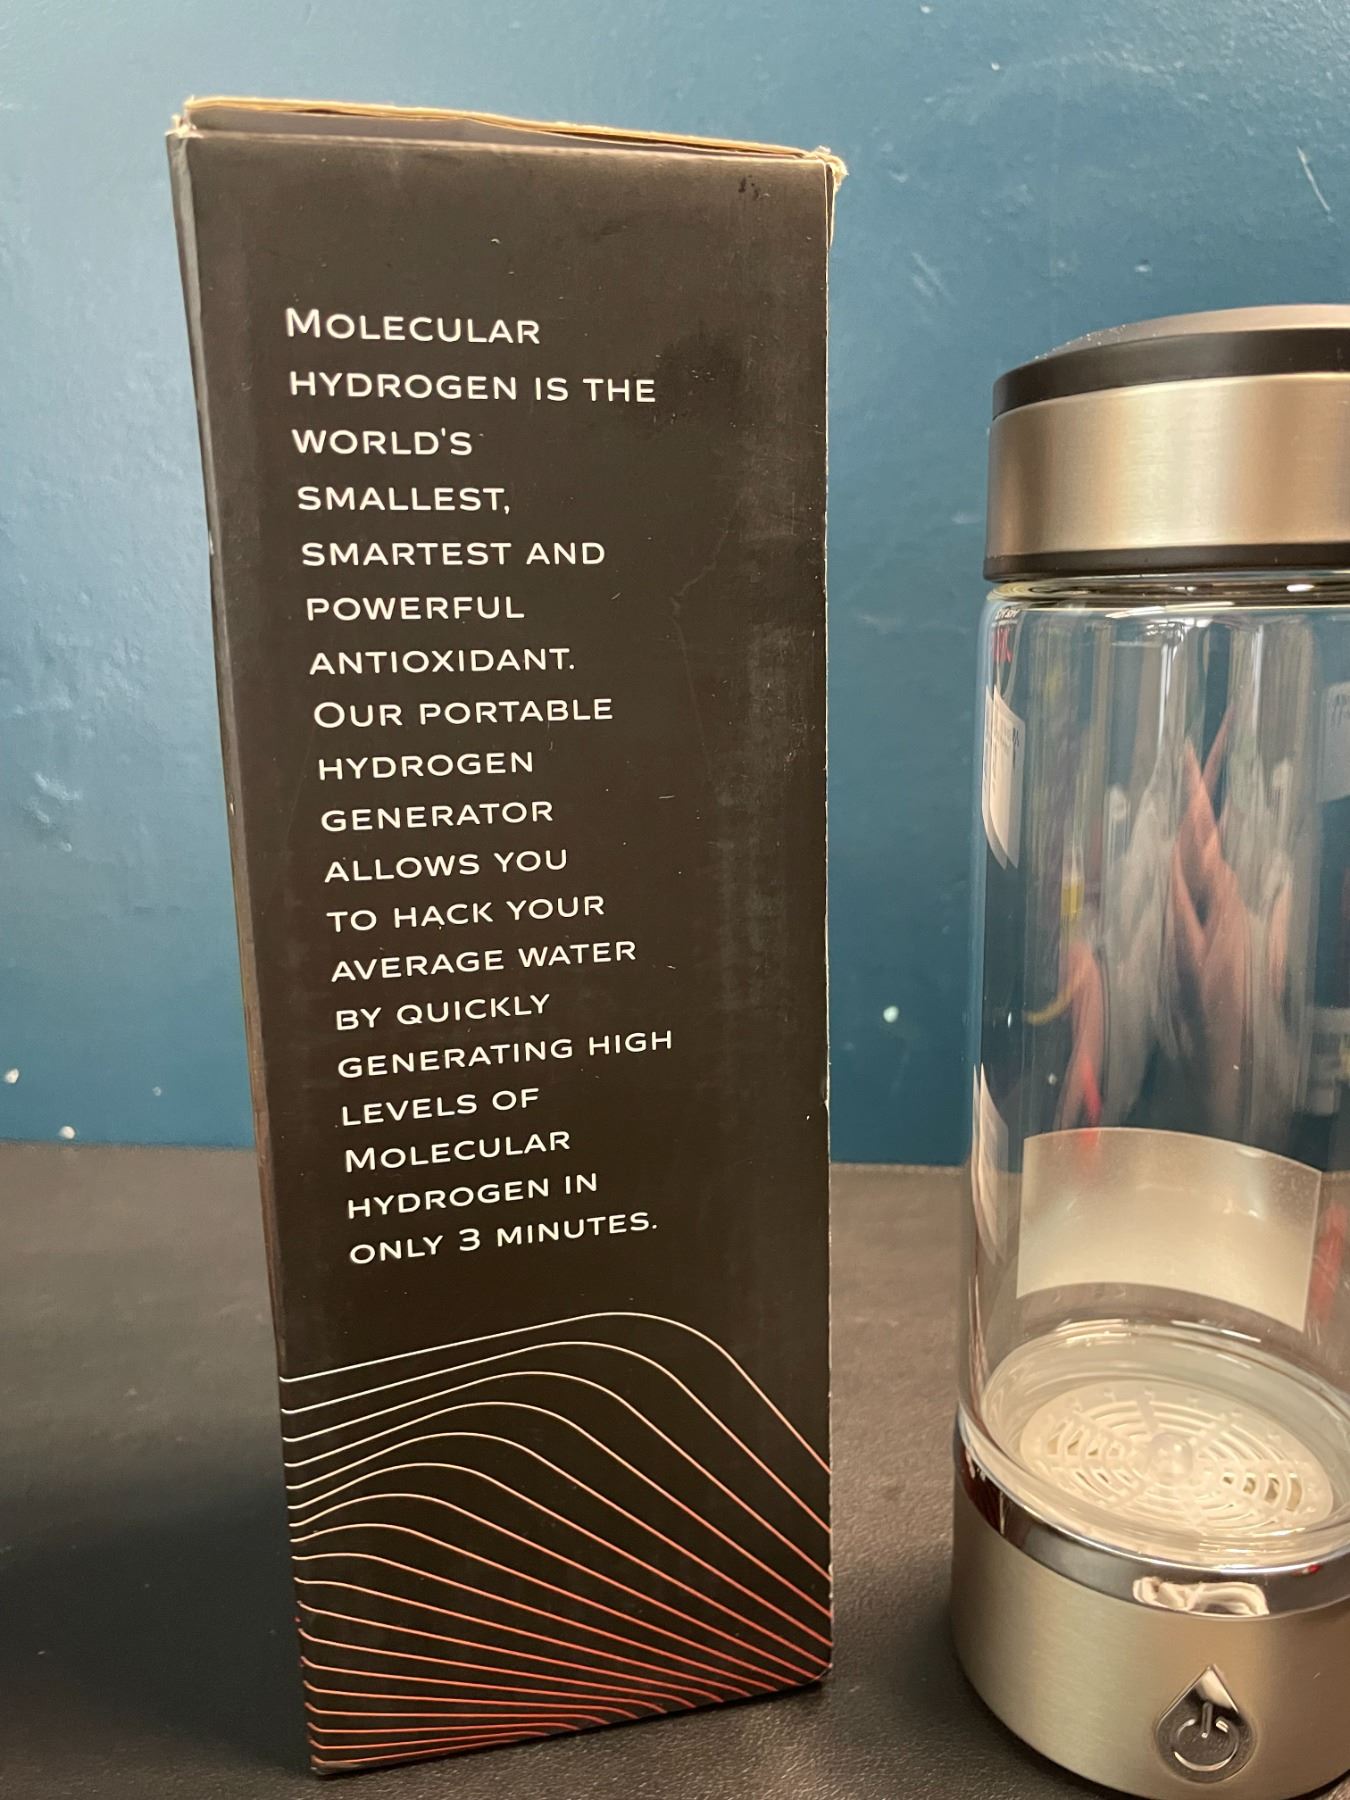 MOLECULAR
HYDROGEN IS THE
WORLD'S
SMALLEST,
SMARTEST AND
POWERFUL
ANTIOXIDANT.
OUR PORTABLE
HYDROGEN
GENERATOR
ALLOWS YOU
TO HACK YOUR
AVERAGE WATER
BY QUICKLY
GENERATING HIGH
LEVELS OF
MOLECULAR
HYDROGEN IN
ONLY 3 MINUTES.